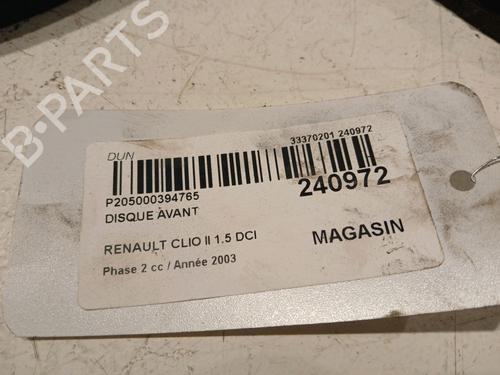 B-PARTS
DUN
33370201 240972
P205000394765
240972
DISQUE AVANT
RENAULT CLIO II 1.5 DCI
MAGASIN
Phase 2 cc / Année 2003